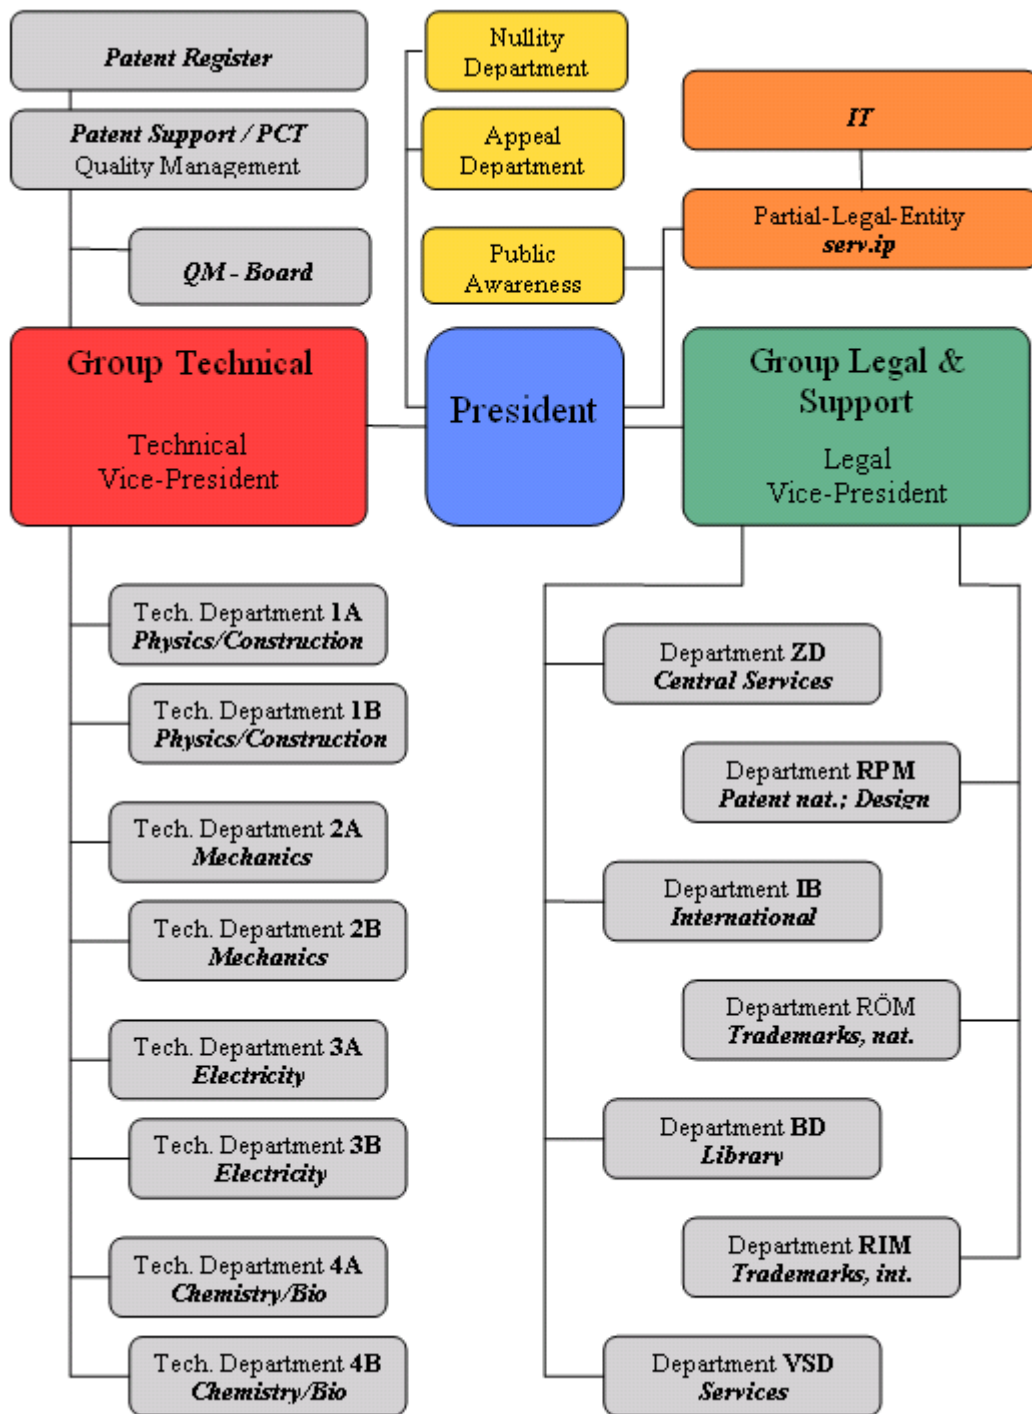 Patent Register
Patent Support / PCT
Quality Management
QM - Board
Nullity
Department
Appeal
Department
Public
Awareness
IT
Partial-Legal-Entity
serv.ip
Group Technical
Technical
Vice-President
President
Group Legal &
Support
Legal
Vice-President
Tech. Department 1A
Physics/Construction
Tech. Department 1B
Physics/Construction
Tech. Department 2A
Mechanics
Tech. Department 2B
Mechanics
Tech. Department 3A
Electricity
Tech. Department 3B
Electricity
Tech. Department 4A
Chemistry/Bio
Tech. Department 4B
Chemistry/Bio
Department ZD
Central Services
Department RPM
Patent nat.; Design
Department IB
International
Department RÖM
Trademarks, nat.
Department BD
Library
Department RIM
Trademarks, int.
Department VSD
Services